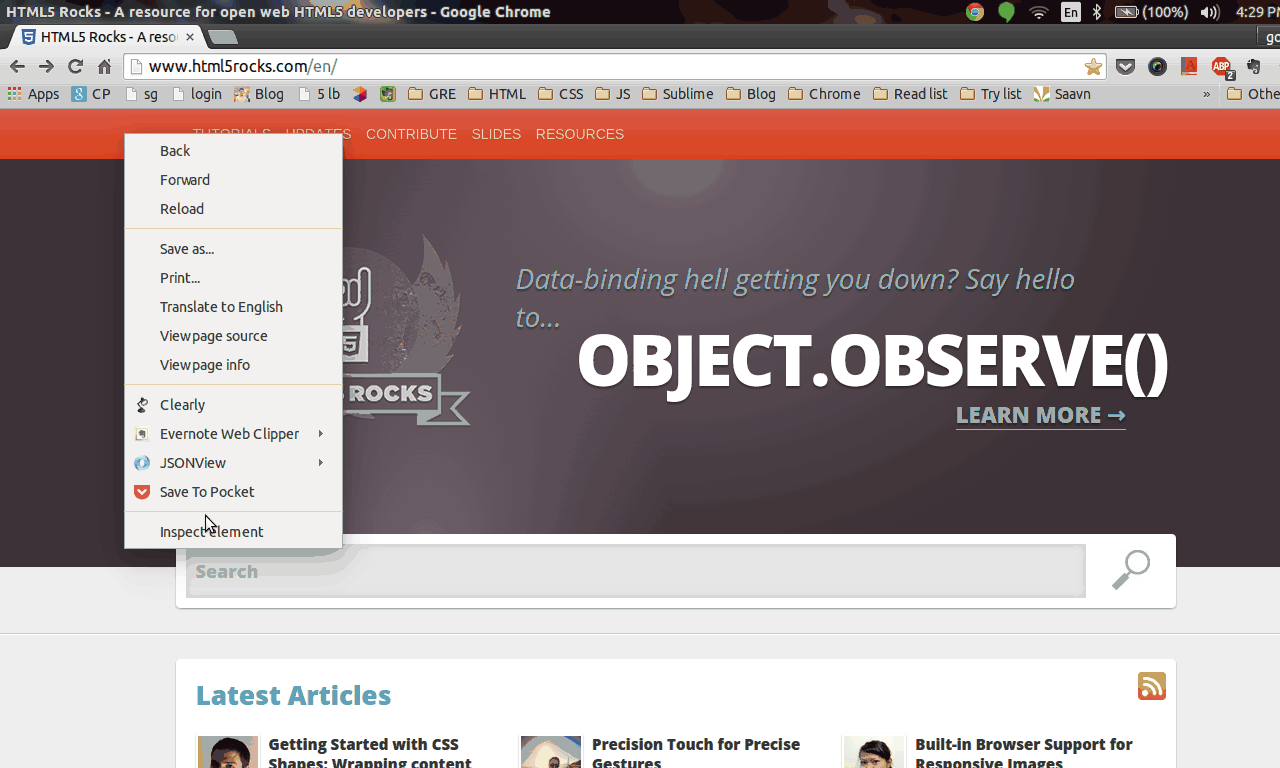 HTML5 Rocks - A resource for open web HTML5 developers - Google Chrome
En (100%) 4:29
HTML5 Rocks - A reso
www.html5rocks.com/en/
ABP 2
Apps CP sg login Blog 5 lb GRE HTML CSS JS Sublime Blog Chrome Read list Try list Saavn » Othe
TUTORIALS UPDATES CONTRIBUTE SLIDES RESOURCES
Back
Forward
Reload
Save as...
Print...
Translate to English
View page source
View page info
Clearly
Evernote Web Clipper
JSONView
Save To Pocket
Inspect element
ROCKS
Data-binding hell getting you down? Say hello
to...
OBJECT.OBSERVE()
LEARN MORE →
Search
Latest Articles
Getting Started with CSS
Shapes: Wrapping content
Precision Touch for Precise
Gestures
Built-in Browser Support for
Responsive Images